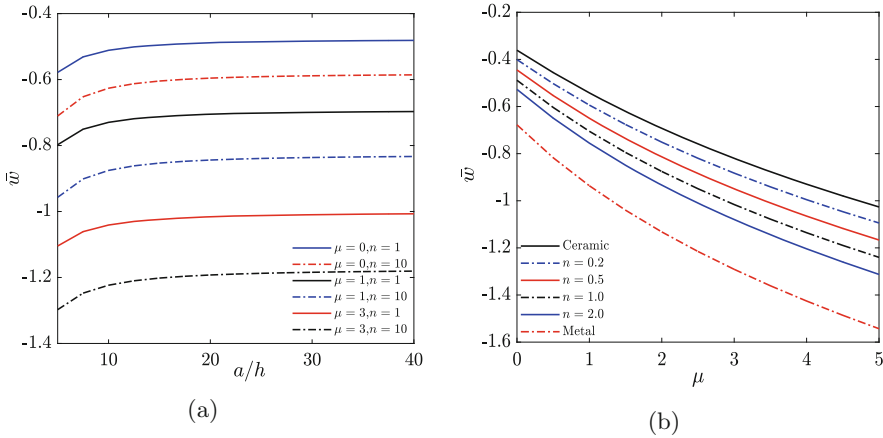 -0.4
-0.6
-0.8
-1
-1.2
-1.4
w̄
10
20
30
40
a/h
μ = 0,n = 1
μ = 0,n = 10
μ = 1,n = 1
μ = 1,n = 10
μ = 3,n = 1
μ = 3,n = 10
(a)
-0.2
-0.4
-0.6
-0.8
-1
-1.2
-1.4
-1.6
w̄
0
1
2
3
4
5
μ
Ceramic
n = 0.2
n = 0.5
n = 1.0
n = 2.0
Metal
(b)